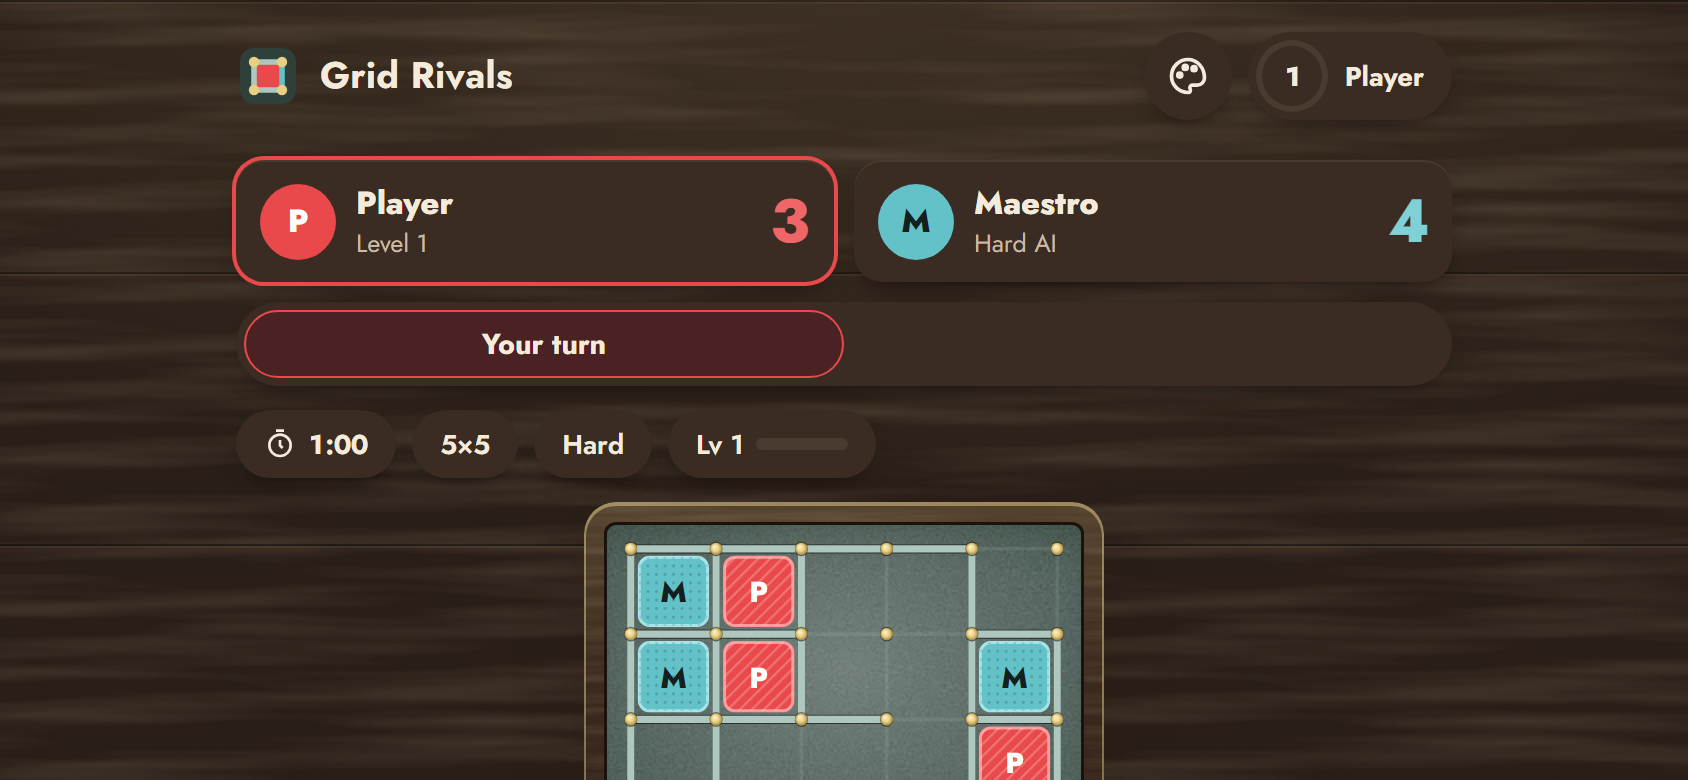 Grid Rivals
1 Player
P Player 3
Level 1
M Maestro 4
Hard AI
Your turn
1:00 5×5 Hard Lv 1
M P
M P M
P